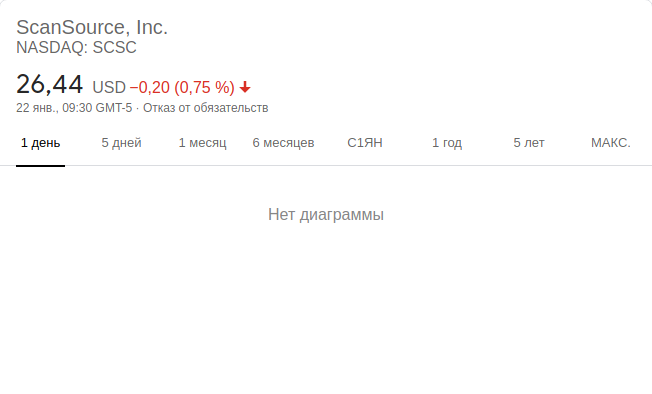 ScanSource, Inc.
NASDAQ: SCSC
26,44 USD −0,20 (0,75 %)
22 янв., 09:30 GMT-5 · Отказ от обязательств
1 день 5 дней 1 месяц 6 месяцев С1ЯН 1 год 5 лет МАКС.
Нет диаграммы